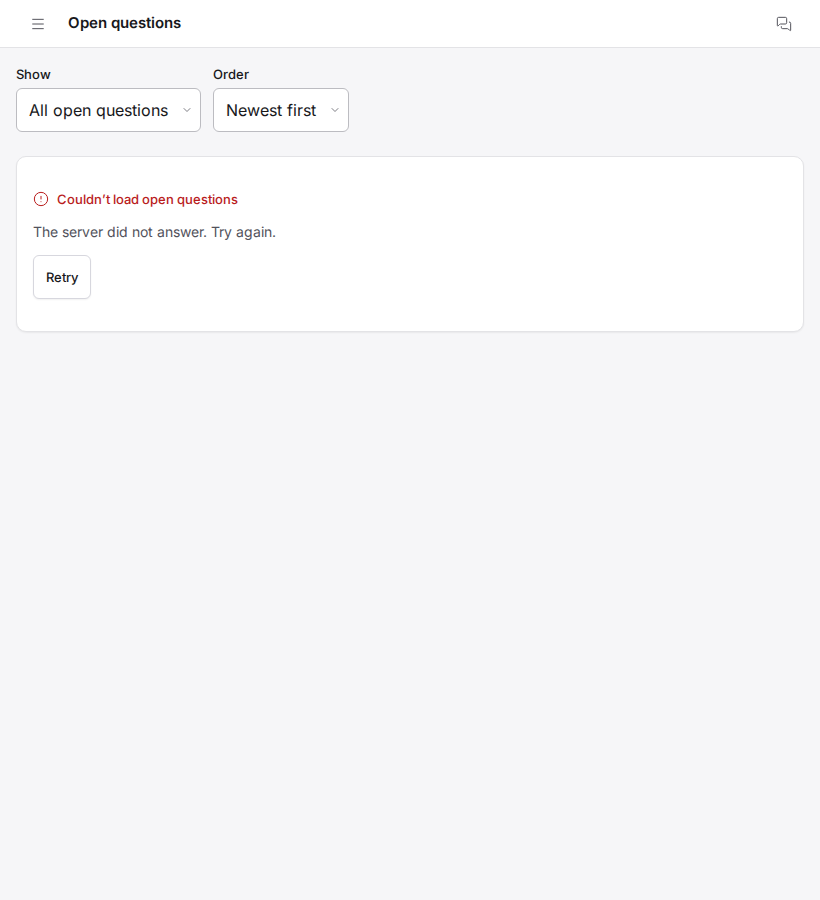 Open questions
Show
Order
All open questions
Newest first
Couldn’t load open questions
The server did not answer. Try again.
Retry